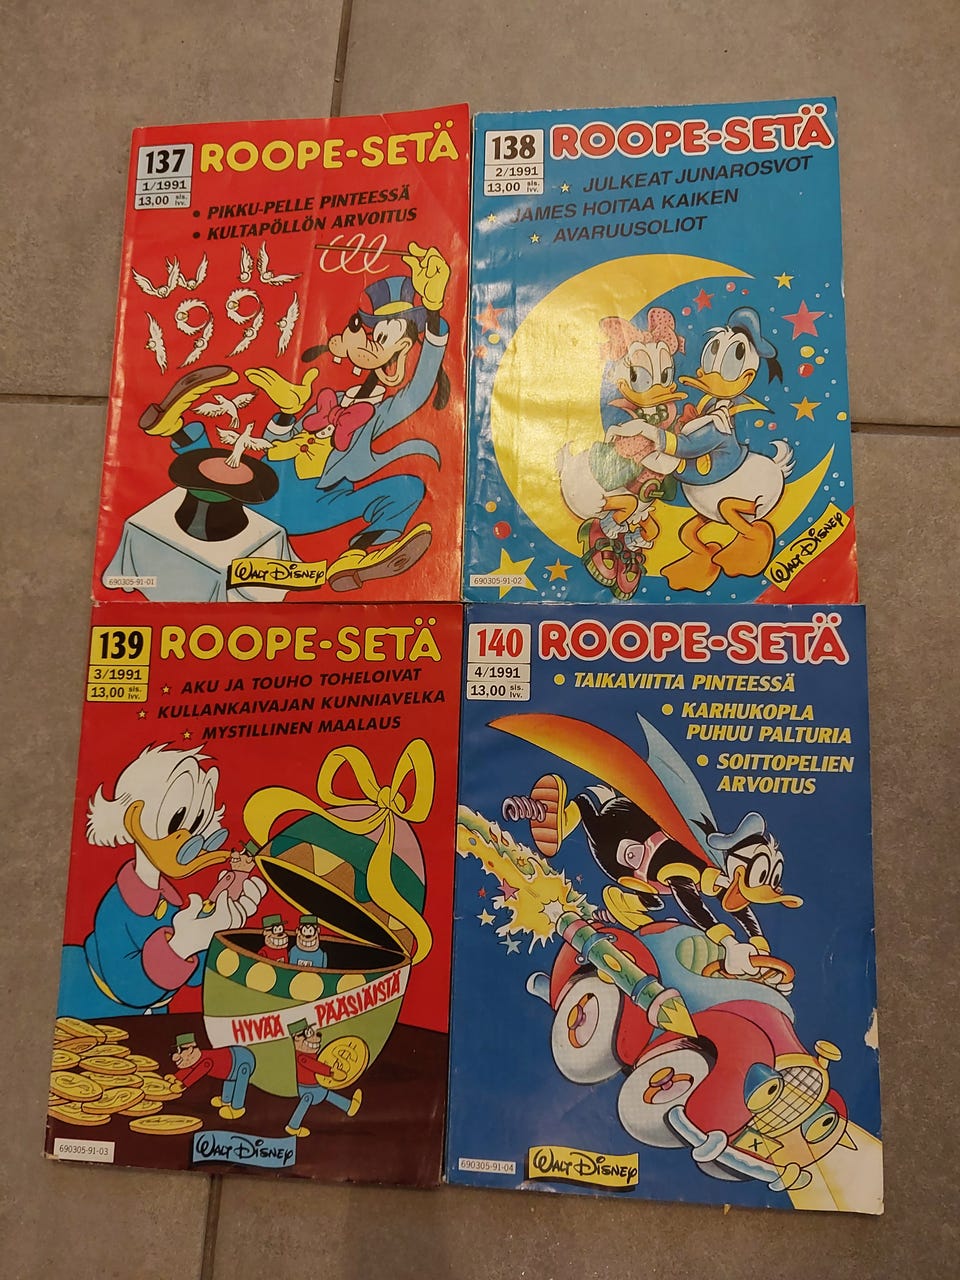 137
1/1991
13,00 sis. lvv.
ROOPE-SETÄ
• PIKKU-PELLE PINTEESSÄ
• KULTAPÖLLÖN ARVOITUS
1991
690305-91-01
WALT DISNEY
138
2/1991
13,00 sis. lvv.
ROOPE-SETÄ
JULKEAT JUNAROSVOT
JAMES HOITAA KAIKEN
AVARUUSOLIOT
690305-91-02
WALT DISNEY
139
3/1991
13,00 sis. lvv.
ROOPE-SETÄ
AKU JA TOUHO TOHELOIVAT
KULLANKAIVAJAN KUNNIAVELKA
MYSTILLINEN MAALAUS
HYVÄÄ PÄÄSIÄISTÄ
690305-91-03
WALT DISNEY
140
4/1991
13,00 sis. lvv.
ROOPE-SETÄ
• TAIKAVIITTA PINTEESSÄ
• KARHUKOPLA
PUHUU PALTURIA
• SOITTOPELIEN
ARVOITUS
X
690305-91-04
WALT DISNEY